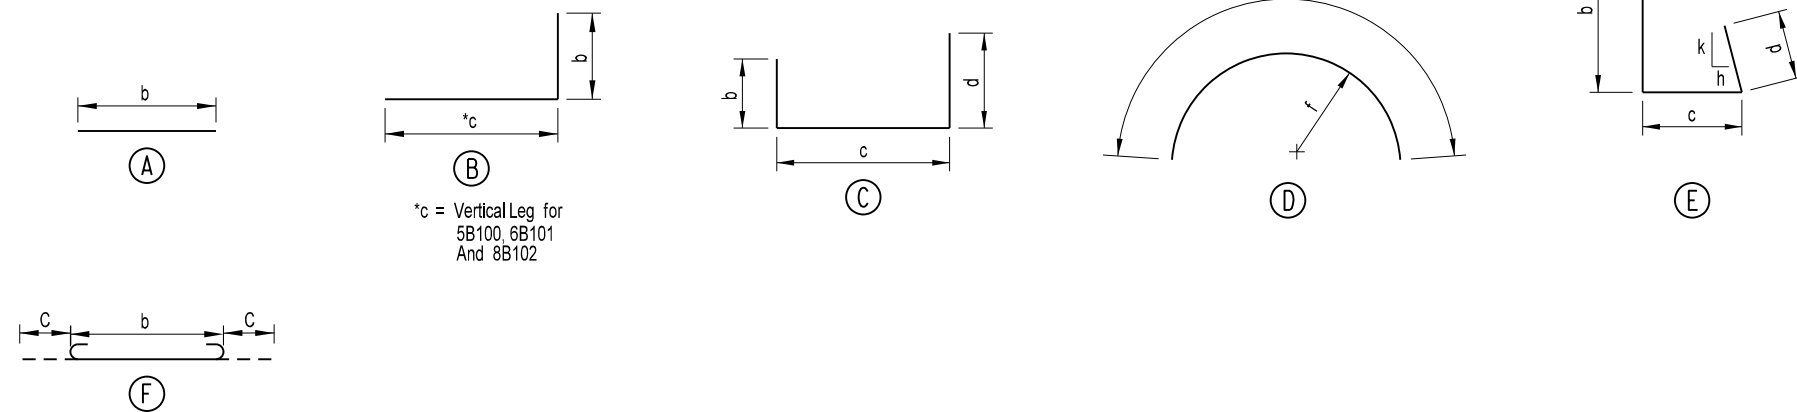 b
A
b
*c
B
*c = Vertical Leg for
5B100, 6B101
And 8B102
b
d
c
C
f
D
b
k
h
d
c
E
C b C
F